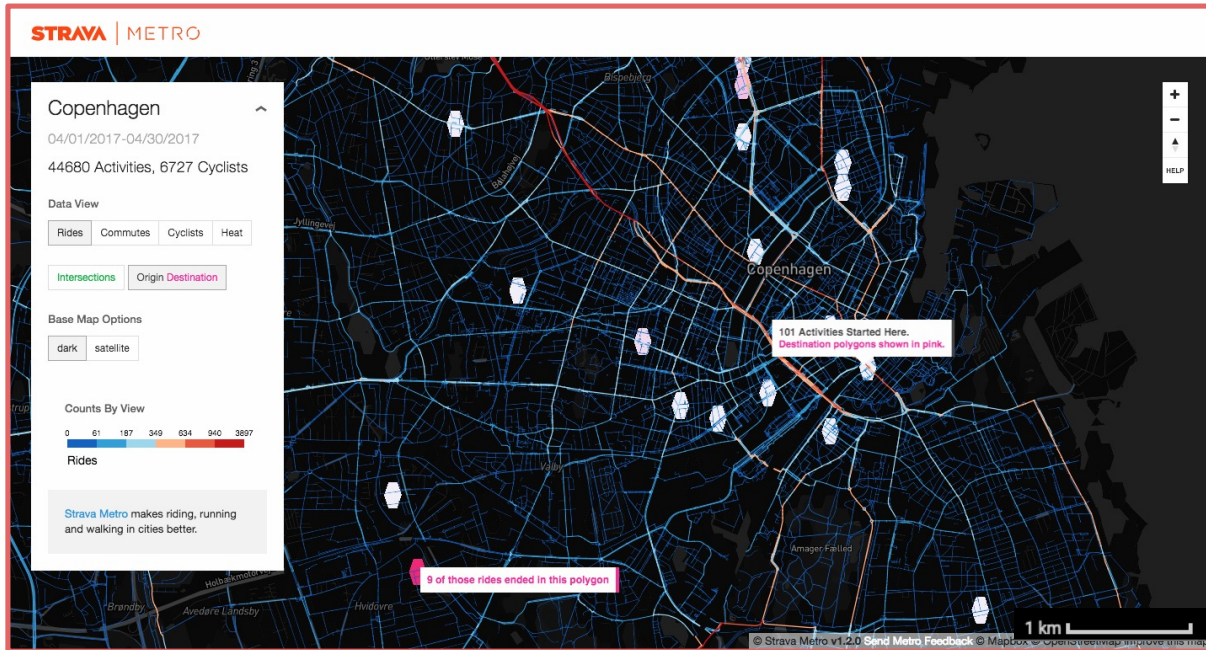 STRAVA | METRO
Copenhagen
04/01/2017-04/30/2017
44680 Activities, 6727 Cyclists
Data View
Rides Commutes Cyclists Heat
Intersections Origin Destination
Base Map Options
dark satellite
Counts By View
0 61 187 349 634 940 3897
Rides
Strava Metro makes riding, running
and walking in cities better.
+
−
HELP
Bispebjerg
Jyllingevej
Copenhagen
101 Activities Started Here.
Destination polygons shown in pink.
Valby
Amager Fælled
9 of those rides ended in this polygon
Brøndby
Avedøre Landsby
Hvidovre
1 km
© Strava Metro v1.2.0 Send Metro Feedback © Mapbox © OpenStreetMap Improve this map